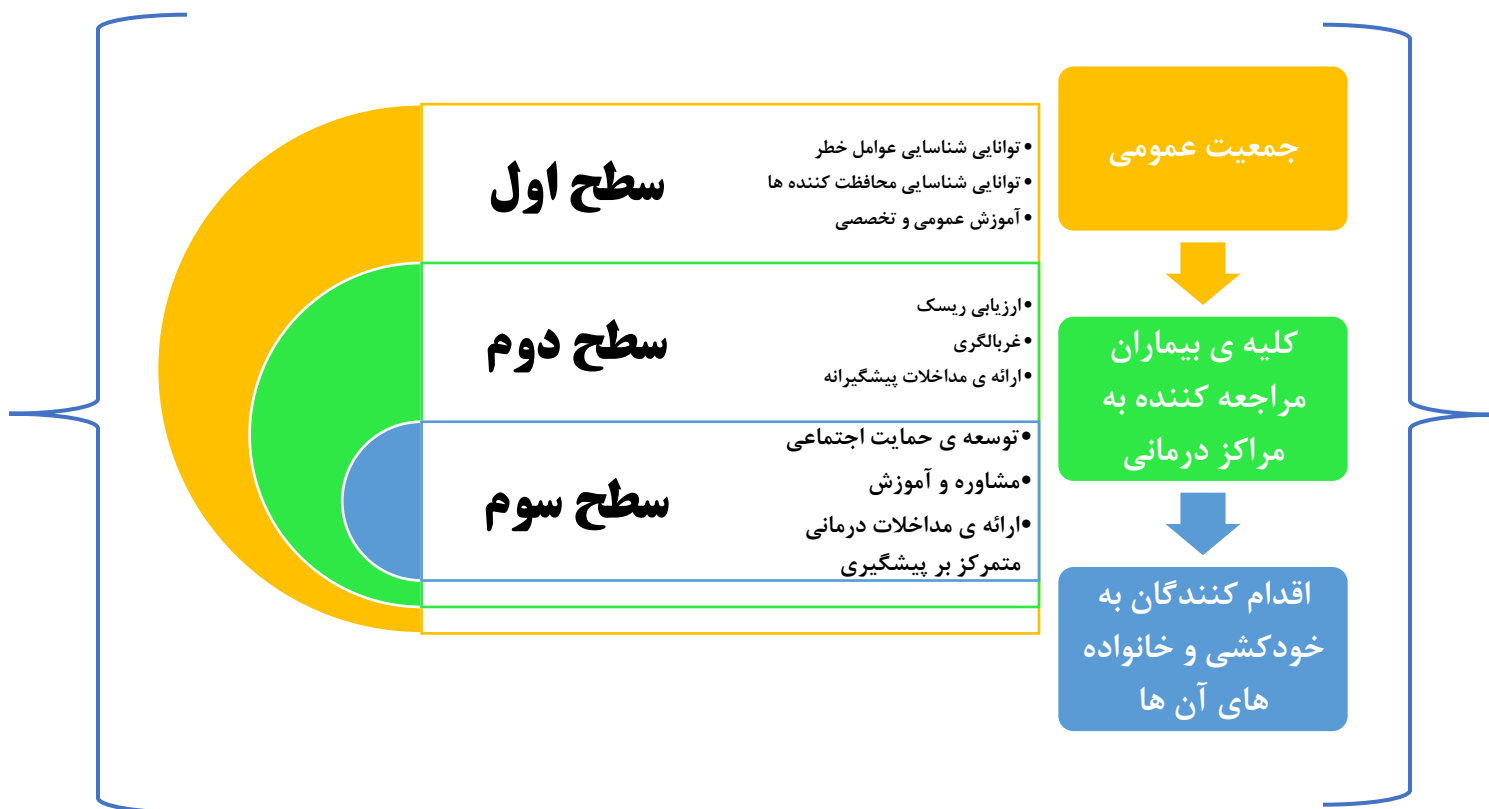 جمعیت عمومی
•توانایی شناسایی عوامل خطر
•توانایی شناسایی محافظت کننده ها
•آموزش عمومی و تخصصی
سطح اول
کلیه ی بیماران
مراجعه کننده به
مراکز درمانی
•ارزیابی ریسک
•غربالگری
•ارائه ی مداخلات پیشگیرانه
سطح دوم
اقدام کنندگان به
خودکشی و خانواده
های آن ها
•توسعه ی حمایت اجتماعی
•مشاوره و آموزش
•ارائه ی مداخلات درمانی
متمرکز بر پیشگیری
سطح سوم